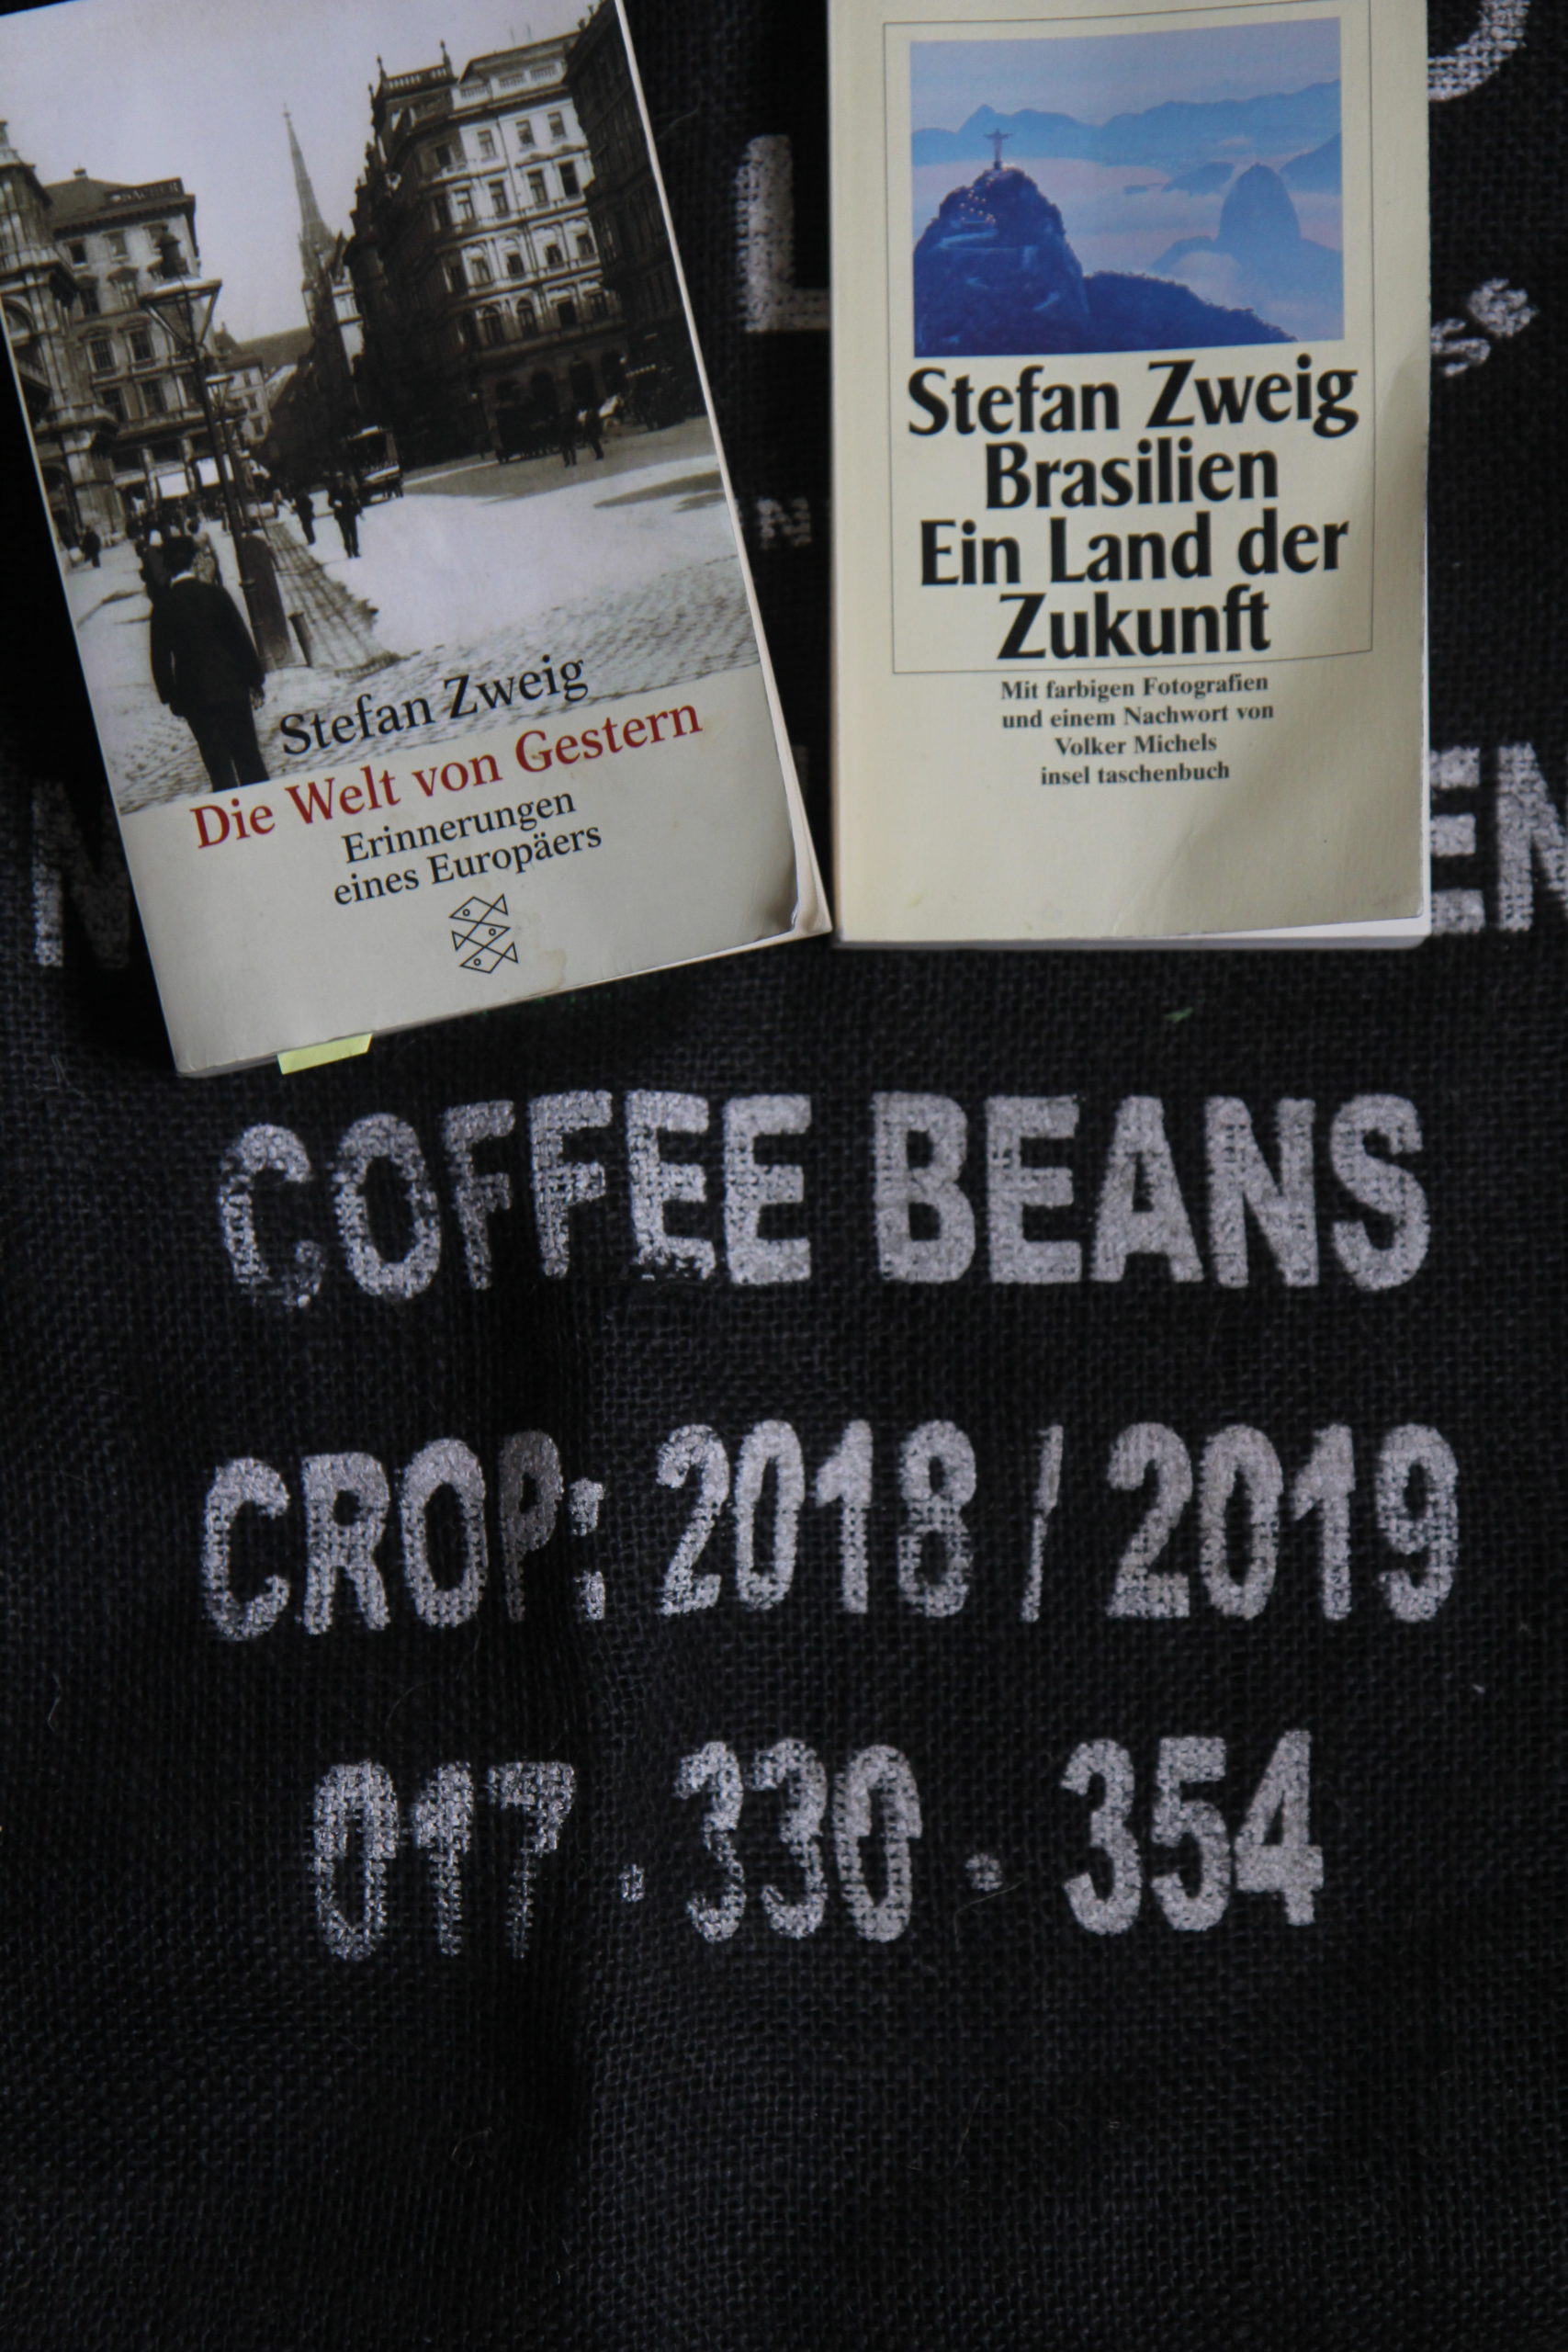 Stefan Zweig
Die Welt von Gestern
Erinnerungen
eines Europäers
Stefan Zweig
Brasilien
Ein Land der
Zukunft
Mit farbigen Fotografien
und einem Nachwort von
Volker Michels
insel taschenbuch
COFFEE BEANS
CROP: 2018 / 2019
017 . 330 . 354